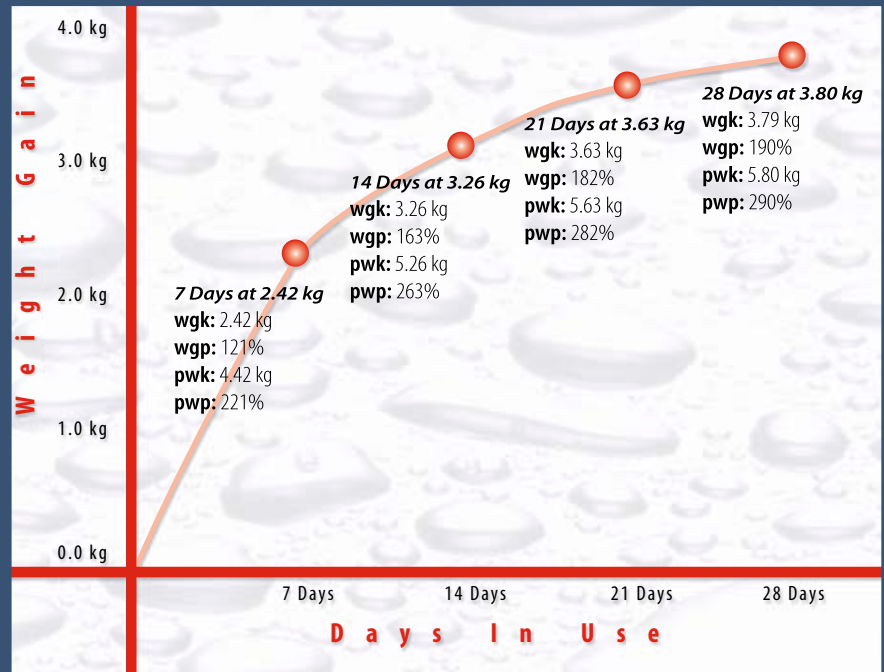 4.0 kg
3.0 kg
2.0 kg
1.0 kg
0.0 kg
Weight Gain
7 Days at 2.42 kg
wgk: 2.42 kg
wgp: 121%
pwk: 4.42 kg
pwp: 221%
14 Days at 3.26 kg
wgk: 3.26 kg
wgp: 163%
pwk: 5.26 kg
pwp: 263%
21 Days at 3.63 kg
wgk: 3.63 kg
wgp: 182%
pwk: 5.63 kg
pwp: 282%
28 Days at 3.80 kg
wgk: 3.79 kg
wgp: 190%
pwk: 5.80 kg
pwp: 290%
7 Days
14 Days
21 Days
28 Days
Days In Use